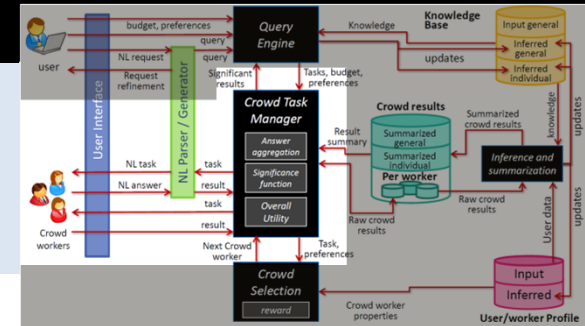 budget, preferences
query
NL request
query
user
Request
refinement
User Interface
NL Parser / Generator
Query
Engine
Knowledge
updates
Knowledge
Base
Input general
Inferred
general
Inferred
individual
Significant
results
Tasks, budget,
preferences
Crowd Task
Manager
Answer
aggregation
Significance
function
Overall
Utility
Result
summary
Crowd results
Summarized
general
Summarized
individual
Per worker
Summarized
crowd results
knowledge
updates
Inference and
summarization
Raw crowd
results
Raw crowd
results
NL task
task
NL answer
result
task
result
Crowd
workers
Next Crowd
worker
Task,
preferences
User data
updates
Crowd
Selection
reward
Crowd worker
properties
Input
Inferred
User/worker Profile